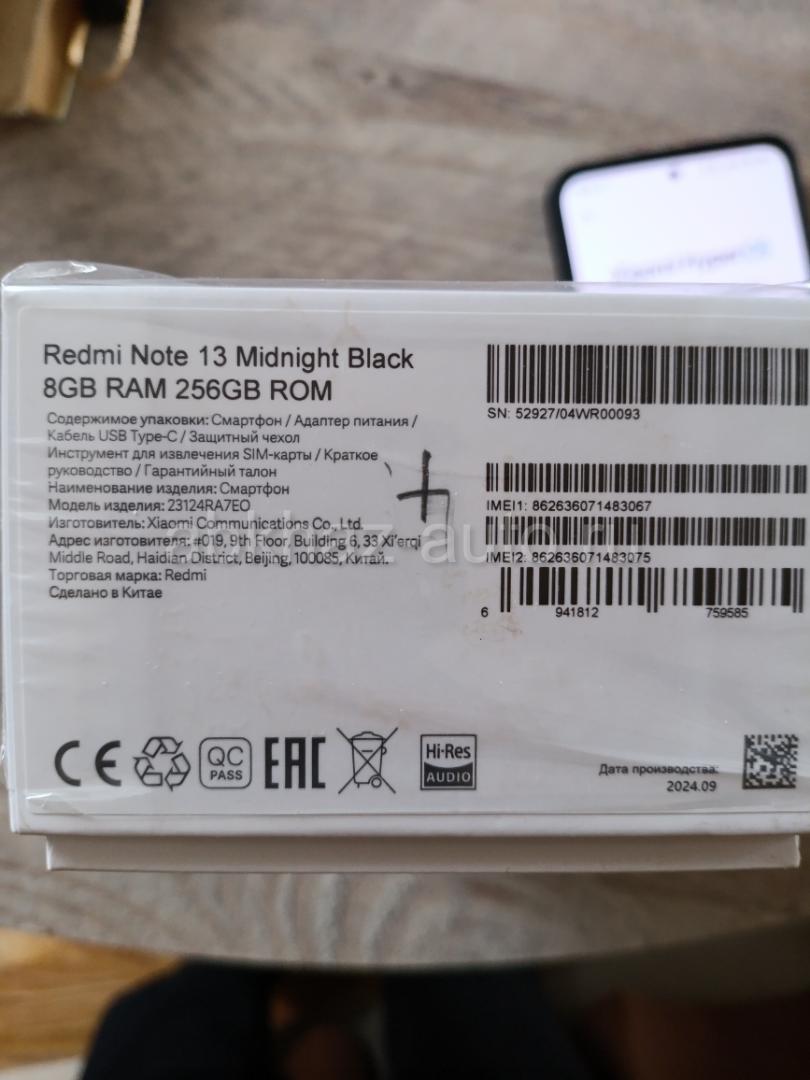 Redmi Note 13 Midnight Black
8GB RAM 256GB ROM
Содержимое упаковки: Смартфон / Адаптер питания /
Кабель USB Type-C / Защитный чехол
Инструмент для извлечения SIM-карты / Краткое
руководство / Гарантийный талон
Наименование изделия: Смартфон
Модель изделия: 23124RA7EO
Изготовитель: Xiaomi Communications Co., Ltd.
Адрес изготовителя: #019, 9th Floor, Building 6, 33 Xi'erqi
Middle Road, Haidian District, Beijing, 100085, Китай.
Торговая марка: Redmi
Сделано в Китае
SN: 52927/04WR00093
IMEI1: 862636071483067
IMEI2: 862636071483075
6 941812 759585
CE
QC
PASS
EAC
Hi-Res
AUDIO
Дата производства:
2024.09